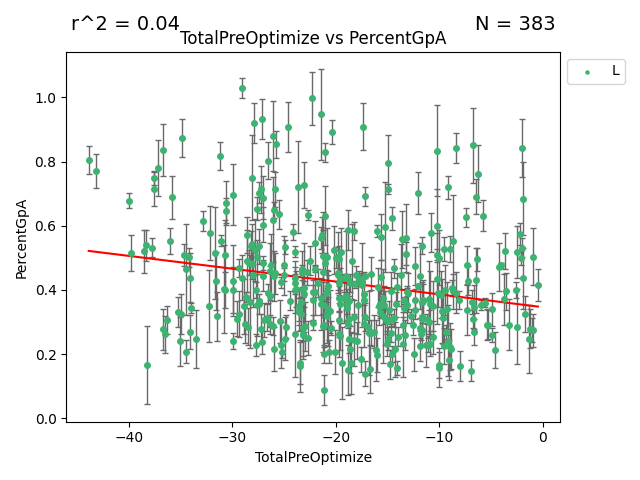 r^2 = 0.04
N = 383
TotalPreOptimize vs PercentGpA
L
1.0
0.8
0.6
0.4
0.2
0.0
PercentGpA
−40
−30
−20
−10
0
TotalPreOptimize